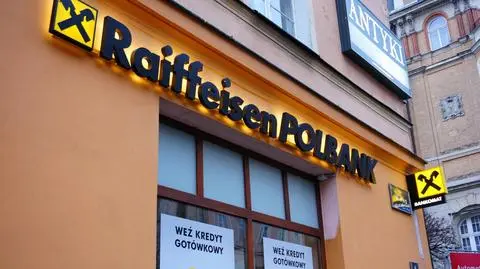 ANTYKI
Raiffeisen POLBANK
BANKOMAT
WEŹ KREDYT
GOTÓWKOWY
WEŹ KREDYT
GOTÓWKOWY